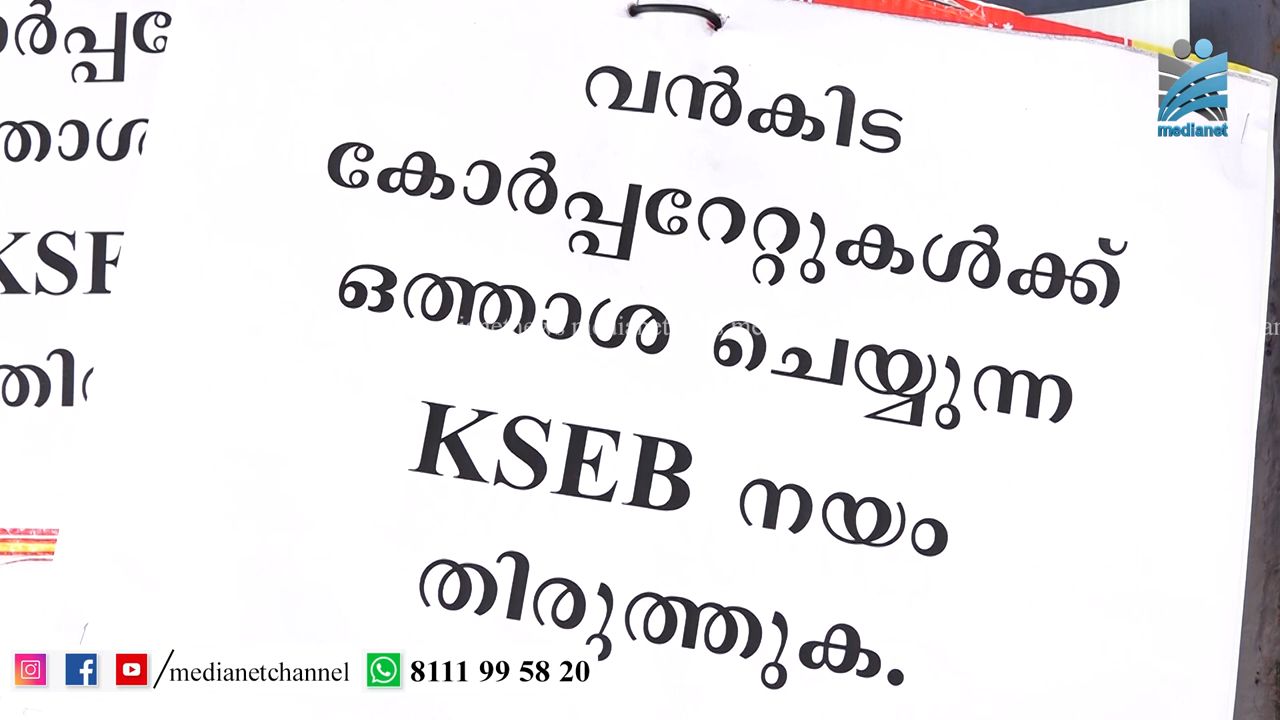 വൻകിട
കോർപ്പറേറ്റുകൾക്ക്
ഒത്താശ ചെയ്യുന്ന
KSEB നയം
തിരുത്തുക.
medianet
/medianetchannel
8111 99 58 20